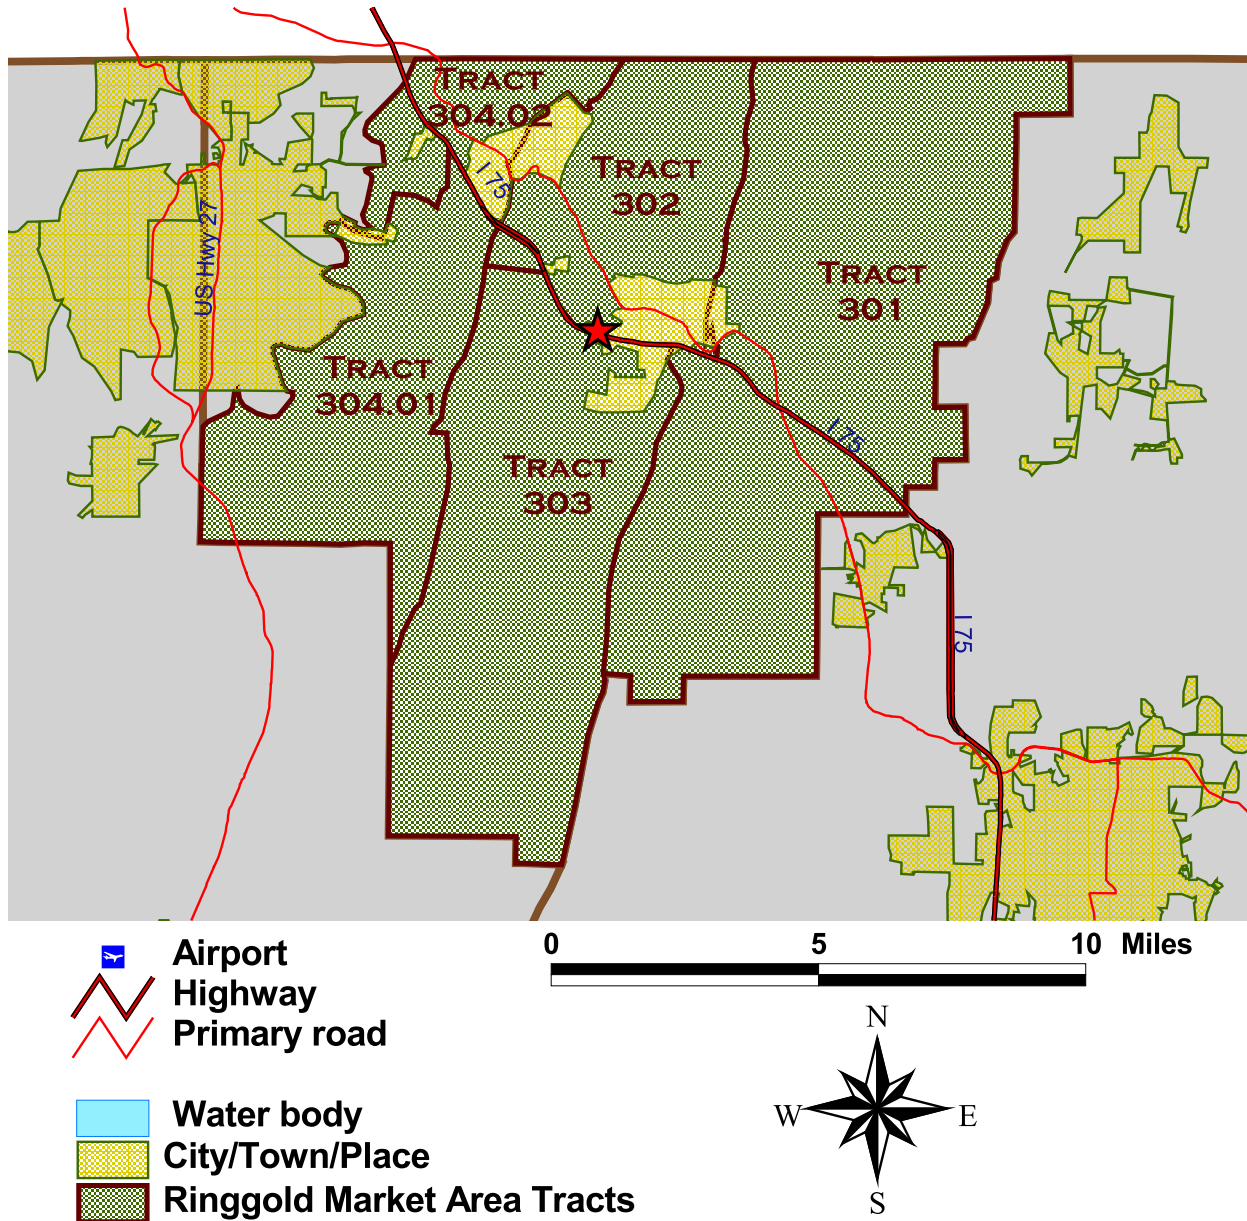 TRACT
304.02
I 75
TRACT
302
US Hwy 27
TRACT
301
TRACT
304.01
I 75
TRACT
303
I 75
Airport
Highway
Primary road
Water body
City/Town/Place
Ringgold Market Area Tracts
0 5 10 Miles
N
W E
S